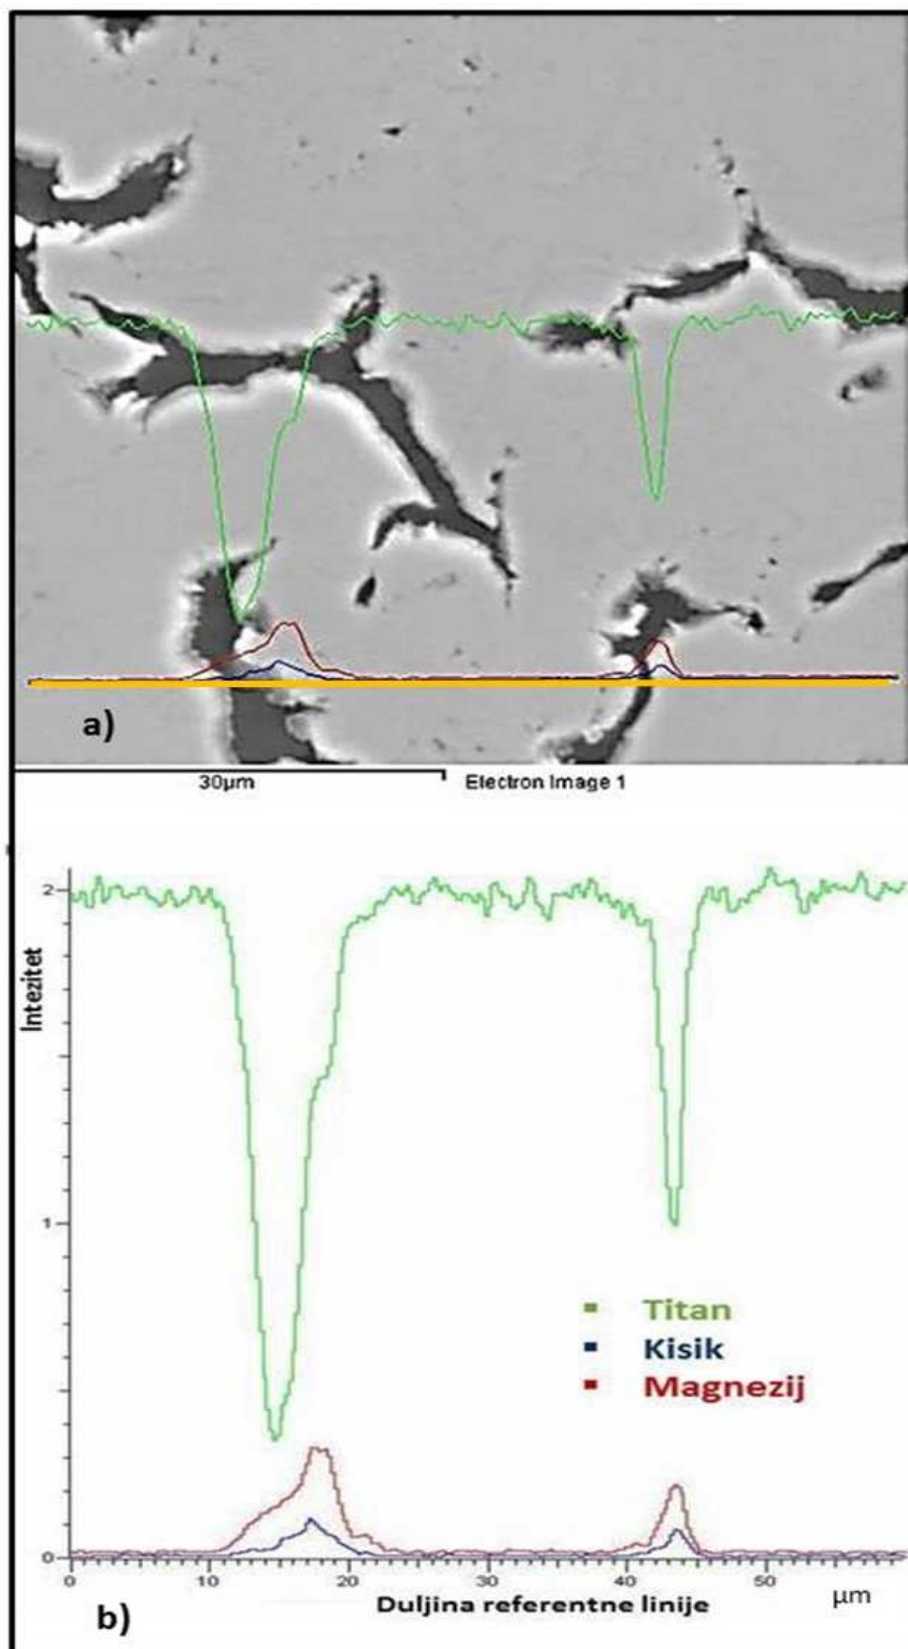 a)
30µm Electron Image 1
2
Intezitet
1
Titan
Kisik
Magnezij
0
0 10 20 30 40 50 µm
Duljina referentne linije
b)